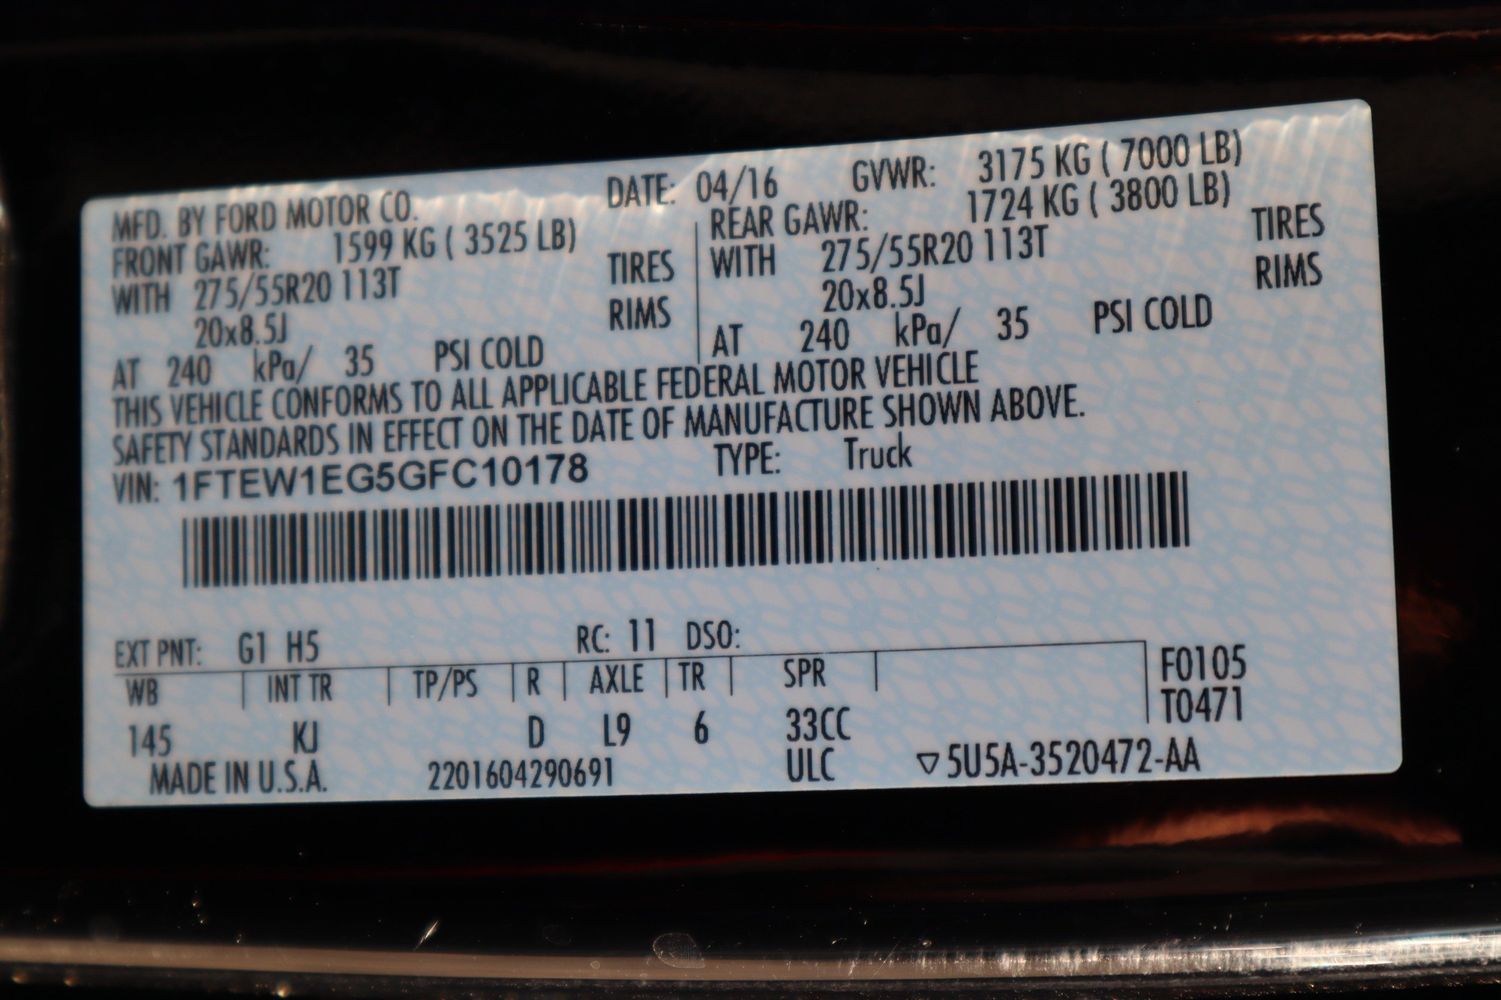 MFD. BY FORD MOTOR CO. DATE: 04/16 GVWR: 3175 KG ( 7000 LB)
FRONT GAWR: 1599 KG ( 3525 LB) REAR GAWR: 1724 KG ( 3800 LB)
WITH 275/55R20 113T TIRES WITH 275/55R20 113T TIRES
20x8.5J RIMS 20x8.5J RIMS
AT 240 kPa/ 35 PSI COLD AT 240 kPa/ 35 PSI COLD
THIS VEHICLE CONFORMS TO ALL APPLICABLE FEDERAL MOTOR VEHICLE
SAFETY STANDARDS IN EFFECT ON THE DATE OF MANUFACTURE SHOWN ABOVE.
VIN: 1FTEW1EG5GFC10178 TYPE: Truck
EXT PNT: G1 H5 RC: 11 DSO:
WB INT TR TP/PS R AXLE TR SPR F0105
T0471
145 KJ D L9 6 33CC
MADE IN U.S.A. 2201604290691 ULC ▽5U5A-3520472-AA